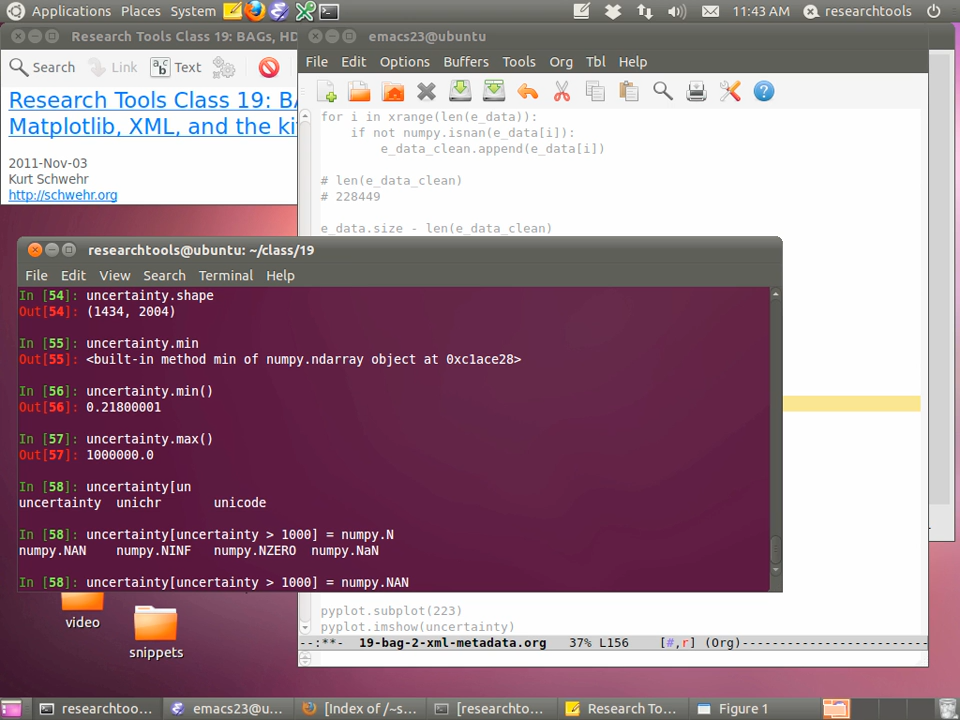 Applications Places System
11:43 AM researchtools
Research Tools Class 19: BAGs, HD
Search Link Text
Research Tools Class 19: BA
Matplotlib, XML, and the ki
2011-Nov-03
Kurt Schwehr
http://schwehr.org
emacs23@ubuntu
File Edit Options Buffers Tools Org Tbl Help
for i in xrange(len(e_data)):
if not numpy.isnan(e_data[i]):
e_data_clean.append(e_data[i])
# len(e_data_clean)
# 228449
e_data.size - len(e_data_clean)
researchtools@ubuntu: ~/class/19
File Edit View Search Terminal Help
In [54]: uncertainty.shape
Out[54]: (1434, 2004)
In [55]: uncertainty.min
Out[55]: <built-in method min of numpy.ndarray object at 0xc1ace28>
In [56]: uncertainty.min()
Out[56]: 0.21800001
In [57]: uncertainty.max()
Out[57]: 1000000.0
In [58]: uncertainty[un
uncertainty unichr unicode
In [58]: uncertainty[uncertainty > 1000] = numpy.N
numpy.NAN numpy.NINF numpy.NZERO numpy.NaN
In [58]: uncertainty[uncertainty > 1000] = numpy.NAN
pyplot.subplot(223)
pyplot.imshow(uncertainty)
--:**- 19-bag-2-xml-metadata.org 37% L156 [#,r] (Org)-------------------------
video
snippets
researchto... emacs23@u... [Index of /~s... [researchto... Research To... Figure 1